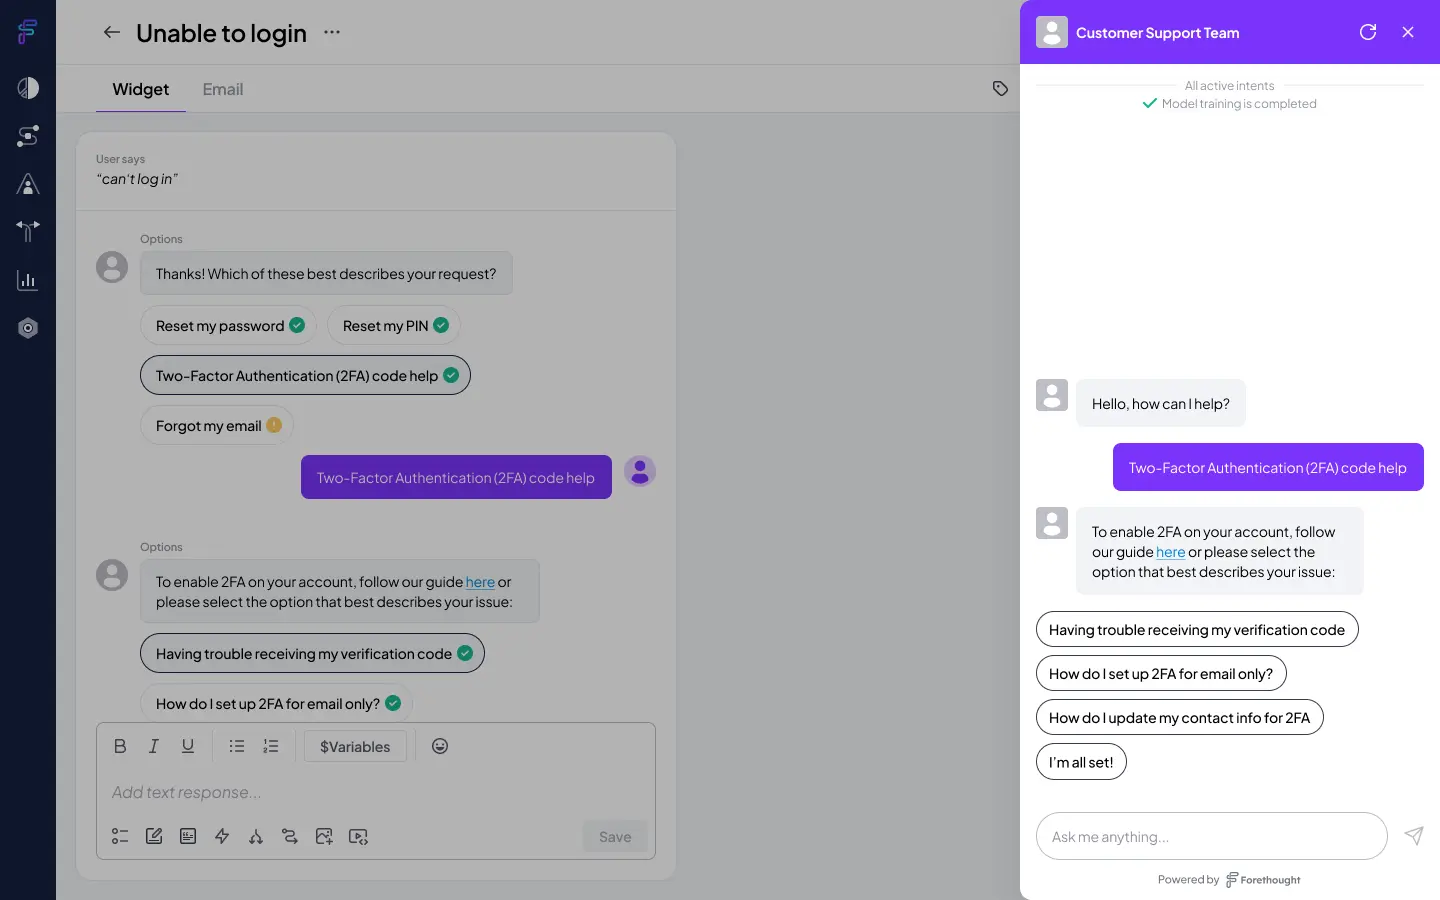 Unable to login
Widget
Email
User says
“can't log in”
Options
Thanks! Which of these best describes your request?
Reset my password
Reset my PIN
Two-Factor Authentication (2FA) code help
Forgot my email
Two-Factor Authentication (2FA) code help
Options
To enable 2FA on your account, follow our guide here or
please select the option that best describes your issue:
Having trouble receiving my verification code
How do I set up 2FA for email only?
B I U
$Variables
Add text response...
Save
Customer Support Team
All active intents
Model training is completed
Hello, how can I help?
Two-Factor Authentication (2FA) code help
To enable 2FA on your account, follow
our guide here or please select the
option that best describes your issue:
Having trouble receiving my verification code
How do I set up 2FA for email only?
How do I update my contact info for 2FA
I'm all set!
Ask me anything...
Powered by Forethought